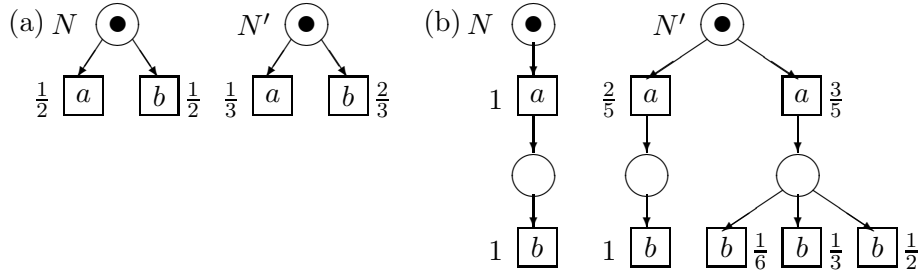 (a) N N′ (b) N N′
1/2 a b 1/2 1/3 a b 2/3 1 a 2/5 a a 3/5
1 b 1 b b 1/6 b 1/3 b 1/2